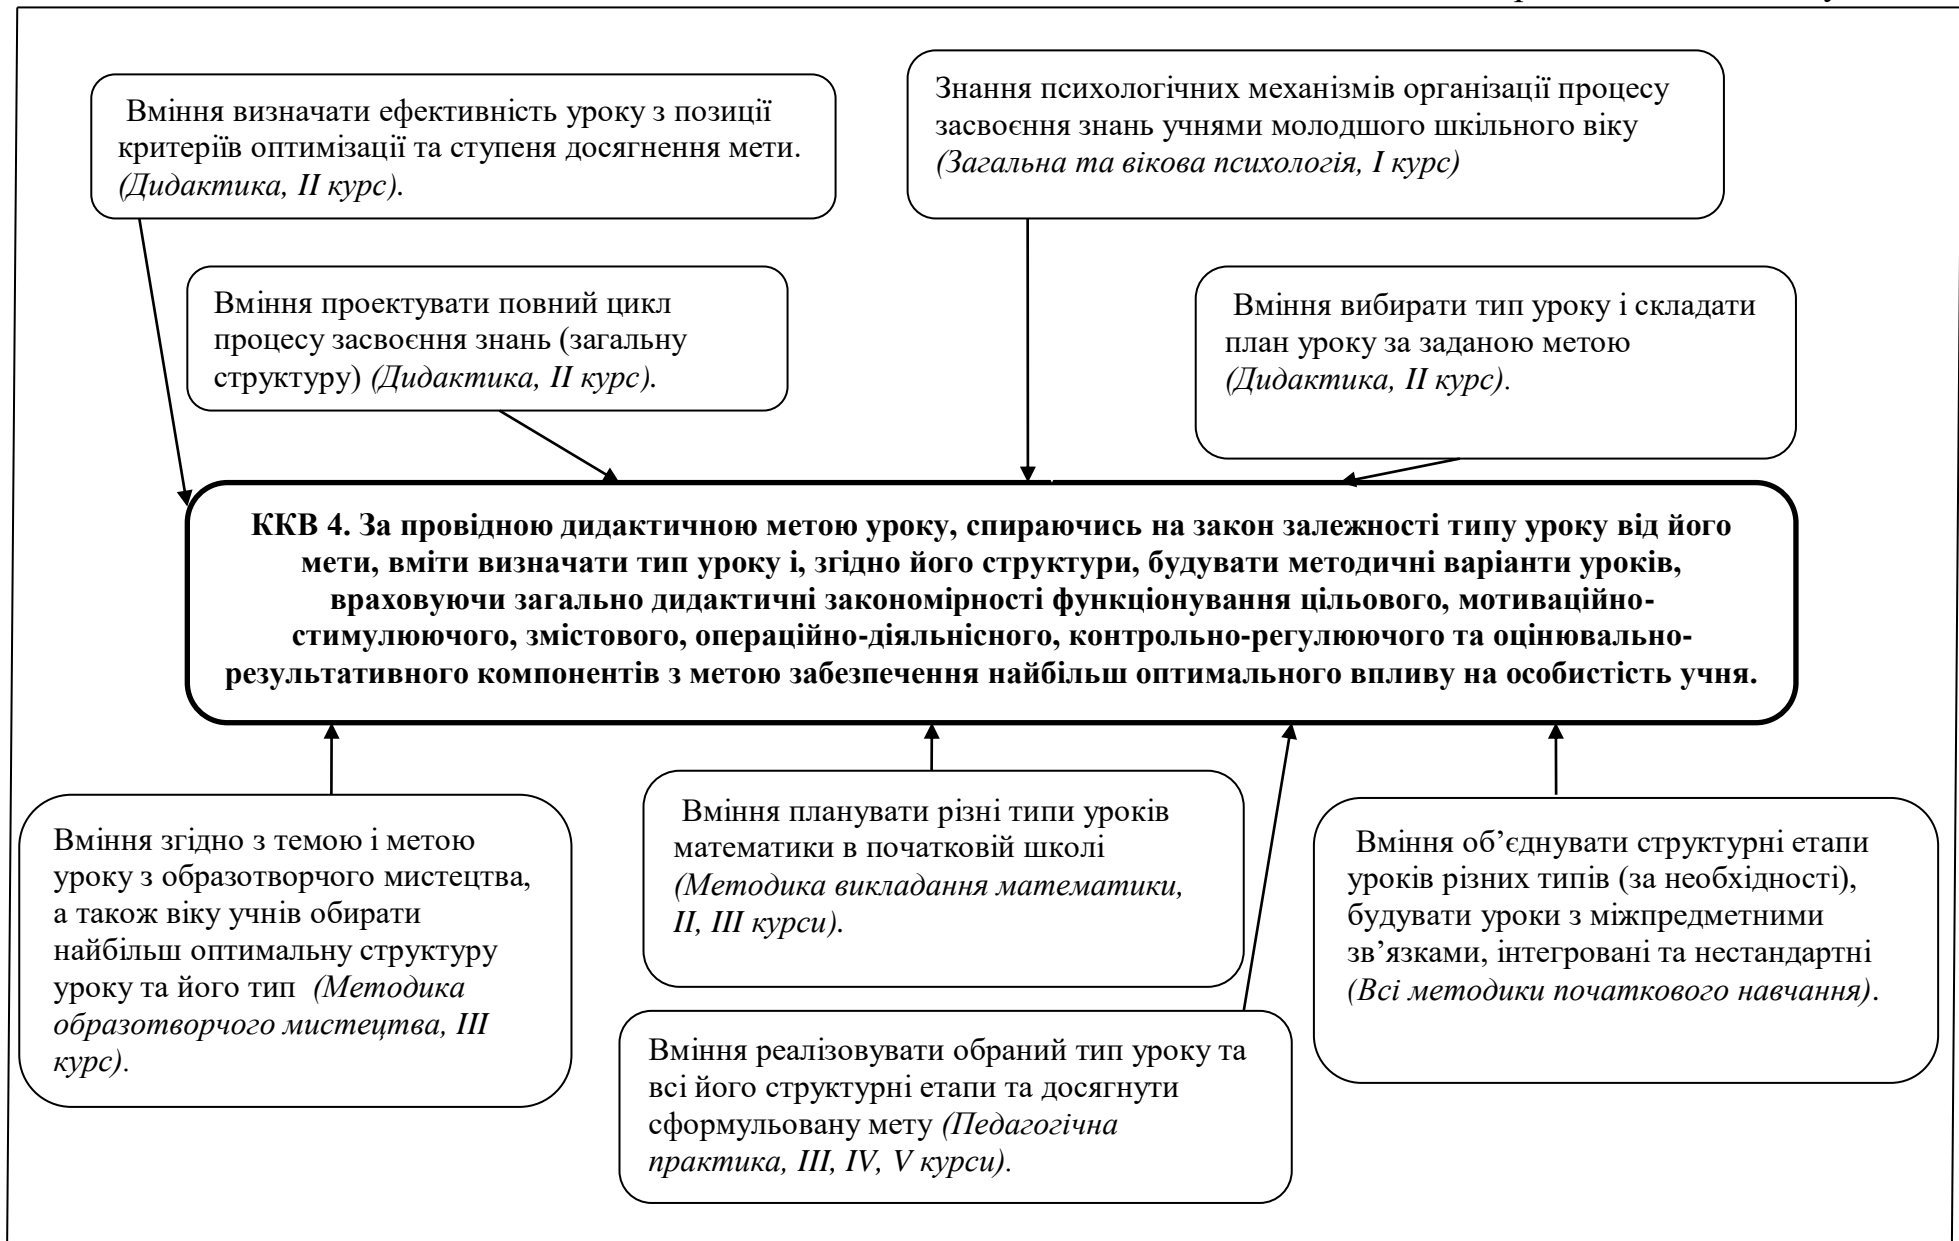 Вміння визначати ефективність уроку з позиції
критеріїв оптимізації та ступеня досягнення мети.
(Дидактика, ІІ курс).
Знання психологічних механізмів організації процесу
засвоєння знань учнями молодшого шкільного віку
(Загальна та вікова психологія, І курс)
Вміння проектувати повний цикл
процесу засвоєння знань (загальну
структуру) (Дидактика, ІІ курс).
Вміння вибирати тип уроку і складати
план уроку за заданою метою
(Дидактика, ІІ курс).
ККВ 4. За провідною дидактичною метою уроку, спираючись на закон залежності типу уроку від його
мети, вміти визначати тип уроку і, згідно його структури, будувати методичні варіанти уроків,
враховуючи загально дидактичні закономірності функціонування цільового, мотиваційно-
стимулюючого, змістового, операційно-діяльнісного, контрольно-регулюючого та оцінювально-
результативного компонентів з метою забезпечення найбільш оптимального впливу на особистість учня.
Вміння згідно з темою і метою
уроку з образотворчого мистецтва,
а також віку учнів обирати
найбільш оптимальну структуру
уроку та його тип (Методика
образотворчого мистецтва, ІІІ
курс).
Вміння планувати різні типи уроків
математики в початковій школі
(Методика викладання математики,
ІІ, ІІІ курси).
Вміння об’єднувати структурні етапи
уроків різних типів (за необхідності),
будувати уроки з міжпредметними
зв’язками, інтегровані та нестандартні
(Всі методики початкового навчання).
Вміння реалізовувати обраний тип уроку та
всі його структурні етапи та досягнути
сформульовану мету (Педагогічна
практика, ІІІ, ІV, V курси).